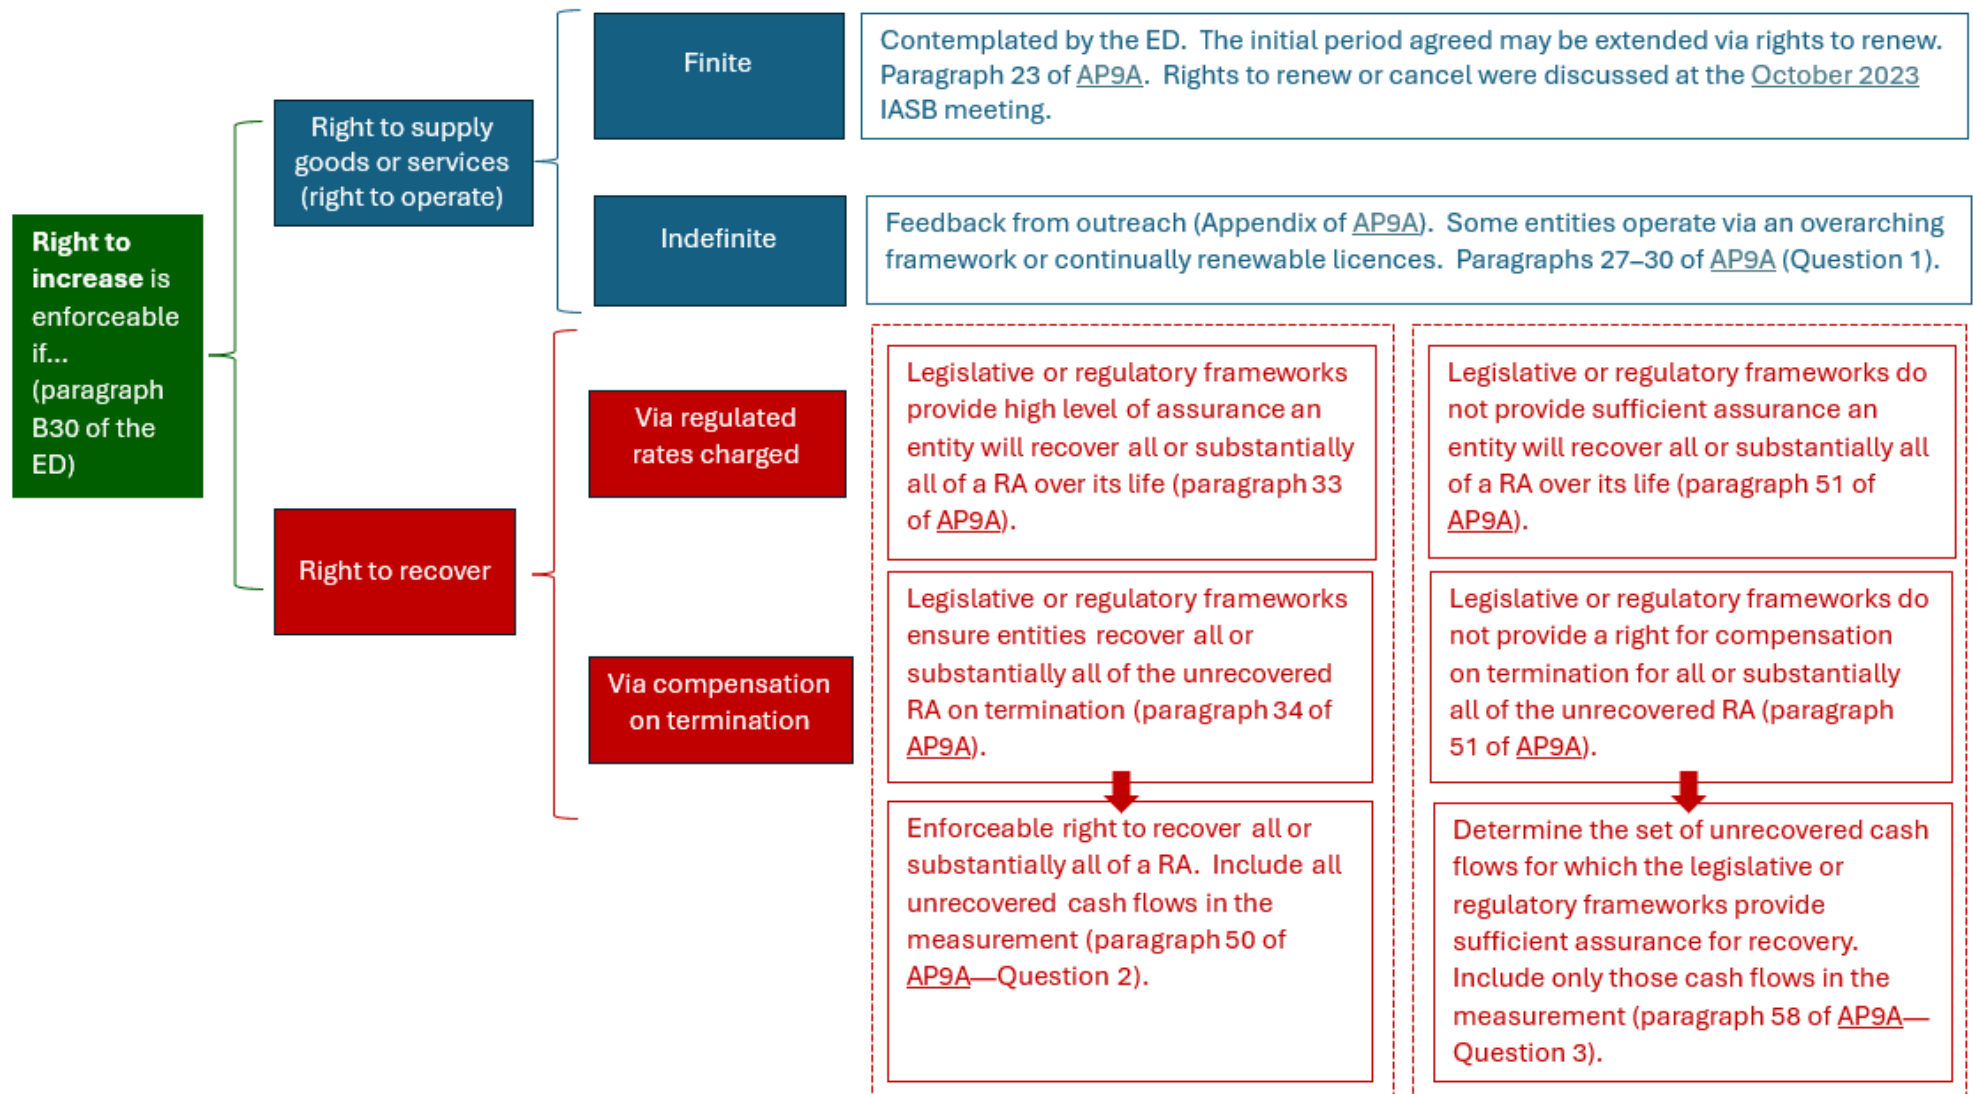 Right to
increase is
enforceable
if...
(paragraph
B30 of the
ED)
Right to supply
goods or services
(right to operate)
Finite
Contemplated by the ED.  The initial period agreed may be extended via rights to renew.
Paragraph 23 of AP9A.  Rights to renew or cancel were discussed at the October 2023
IASB meeting.
Indefinite
Feedback from outreach (Appendix of AP9A).  Some entities operate via an overarching
framework or continually renewable licences.  Paragraphs 27–30 of AP9A (Question 1).
Right to recover
Via regulated
rates charged
Legislative or regulatory frameworks
provide high level of assurance an
entity will recover all or substantially
all of a RA over its life (paragraph 33
of AP9A).
Legislative or regulatory frameworks do
not provide sufficient assurance an
entity will recover all or substantially all
of a RA over its life (paragraph 51 of
AP9A).
Via compensation
on termination
Legislative or regulatory frameworks
ensure entities recover all or
substantially all of the unrecovered
RA on termination (paragraph 34 of
AP9A).
Legislative or regulatory frameworks do
not provide a right for compensation
on termination for all or substantially
all of the unrecovered RA (paragraph
51 of AP9A).
Enforceable right to recover all or
substantially all of a RA.  Include all
unrecovered cash flows in the
measurement (paragraph 50 of
AP9A—Question 2).
Determine the set of unrecovered cash
flows for which the legislative or
regulatory frameworks provide
sufficient assurance for recovery.
Include only those cash flows in the
measurement (paragraph 58 of AP9A—
Question 3).